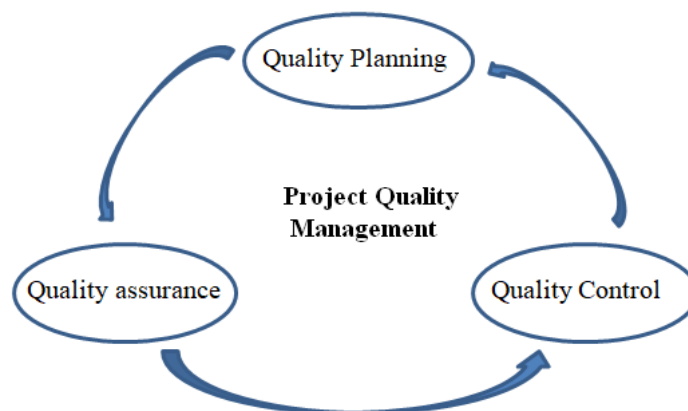 Quality Planning
Project Quality
Management
Quality assurance
Quality Control